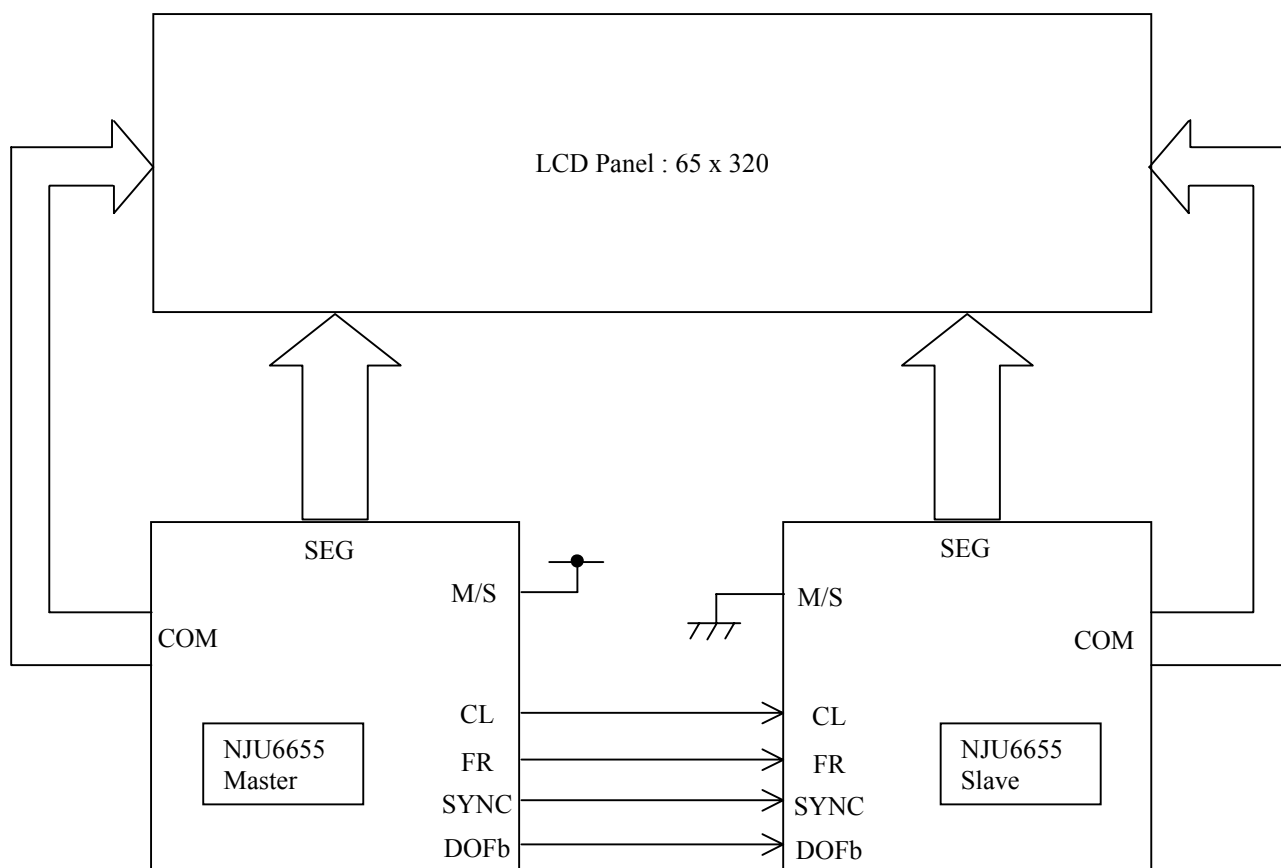 LCD Panel : 65 x 320
SEG
M/S
COM
NJU6655
Master
CL
FR
SYNC
DOFb
SEG
M/S
COM
CL
FR
SYNC
DOFb
NJU6655
Slave